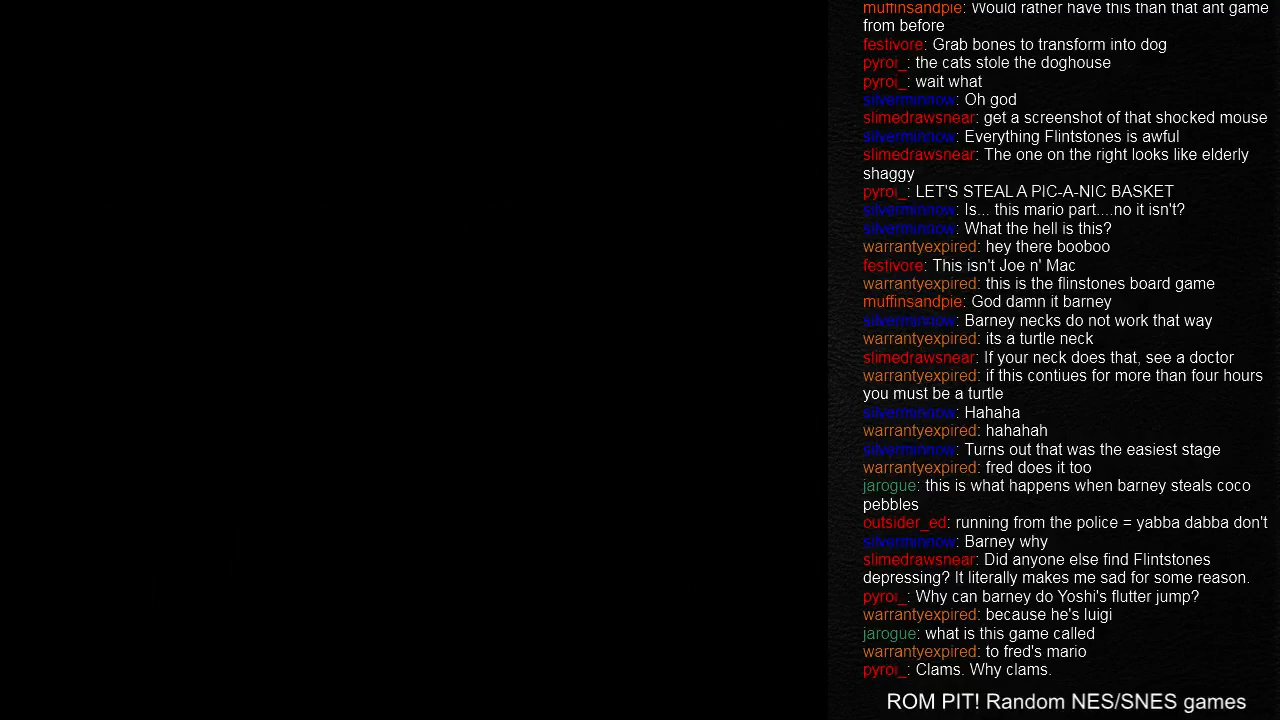 muffinsandpie: Would rather have this than that ant game
from before
festivore: Grab bones to transform into dog
pyroi_: the cats stole the doghouse
pyroi_: wait what
silverminnow: Oh god
slimedrawsnear: get a screenshot of that shocked mouse
silverminnow: Everything Flintstones is awful
slimedrawsnear: The one on the right looks like elderly
shaggy
pyroi_: LET'S STEAL A PIC-A-NIC BASKET
silverminnow: Is... this mario part....no it isn't?
silverminnow: What the hell is this?
warrantyexpired: hey there booboo
festivore: This isn't Joe n' Mac
warrantyexpired: this is the flinstones board game
muffinsandpie: God damn it barney
silverminnow: Barney necks do not work that way
warrantyexpired: its a turtle neck
slimedrawsnear: If your neck does that, see a doctor
warrantyexpired: if this contiues for more than four hours
you must be a turtle
silverminnow: Hahaha
warrantyexpired: hahahah
silverminnow: Turns out that was the easiest stage
warrantyexpired: fred does it too
jarogue: this is what happens when barney steals coco
pebbles
outsider_ed: running from the police = yabba dabba don't
silverminnow: Barney why
slimedrawsnear: Did anyone else find Flintstones
depressing? It literally makes me sad for some reason.
pyroi_: Why can barney do Yoshi's flutter jump?
warrantyexpired: because he's luigi
jarogue: what is this game called
warrantyexpired: to fred's mario
pyroi_: Clams. Why clams.
ROM PIT! Random NES/SNES games